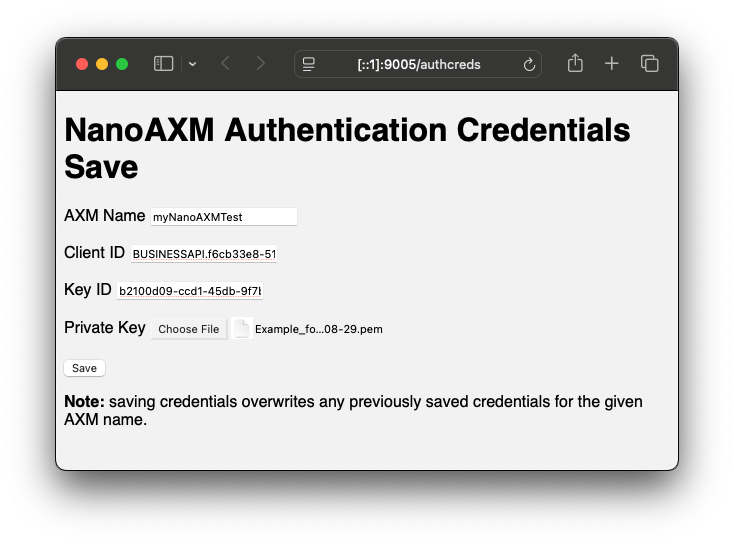 [::1]:9005/authcreds
NanoAXM Authentication Credentials
Save
AXM Name myNanoAXMTest
Client ID BUSINESSAPI.f6cb33e8-51
Key ID b2100d09-ccd1-45db-9f7
Private Key Choose File Example_fo...08-29.pem
Save
Note: saving credentials overwrites any previously saved credentials for the given
AXM name.